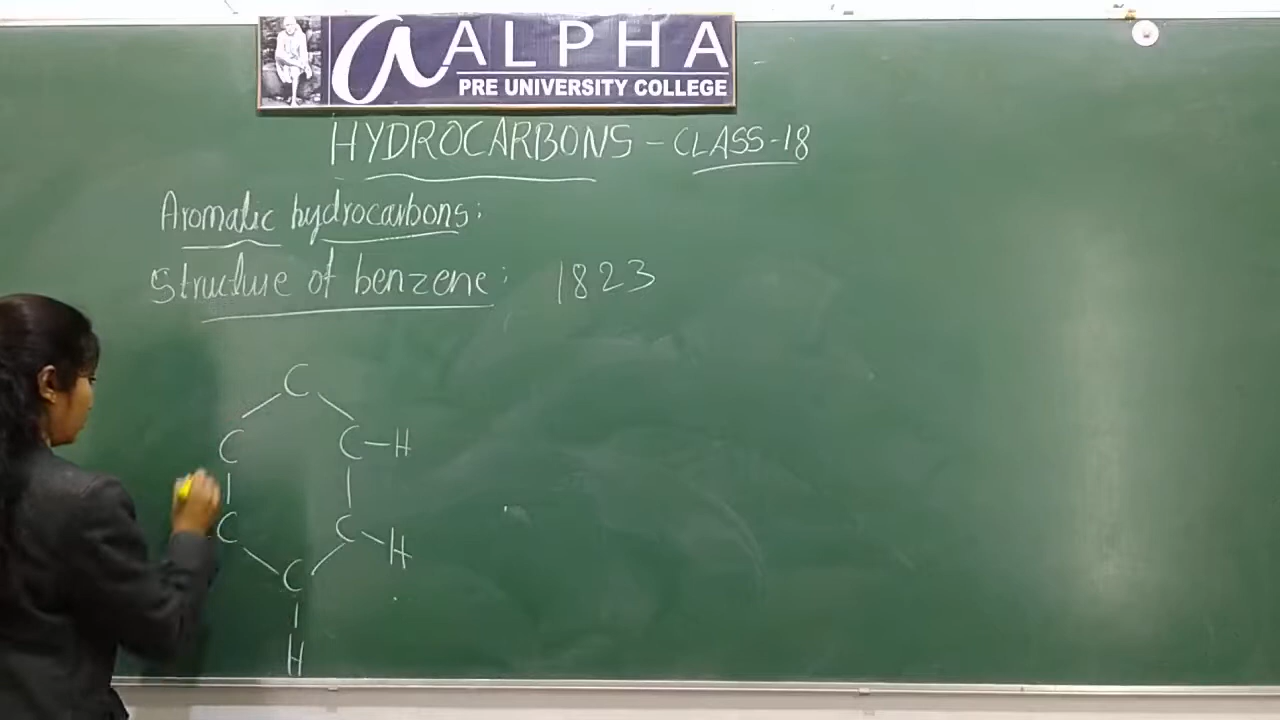 a ALPHA
PRE UNIVERSITY COLLEGE
HYDROCARBONS - CLASS-18
Aromatic hydrocarbons:
Structure of benzene: 1823
C
C C-H
C C-H
C
H